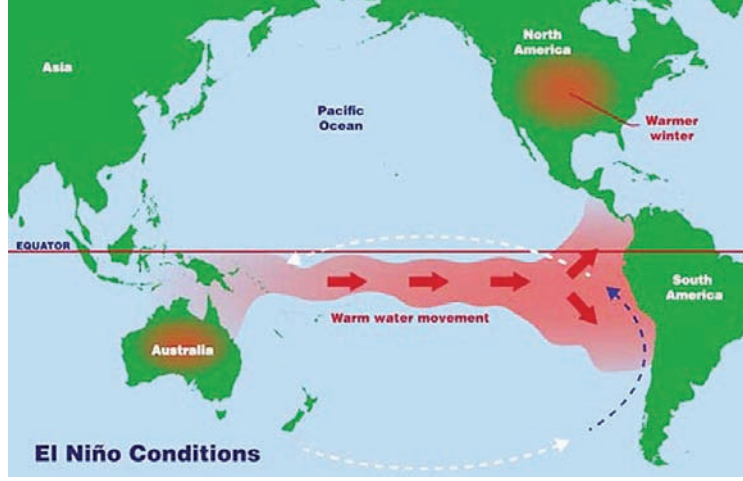 North
America
Asia
Pacific
Ocean
Warmer
winter
EQUATOR
South
America
Warm water movement
Australia
El Niño Conditions